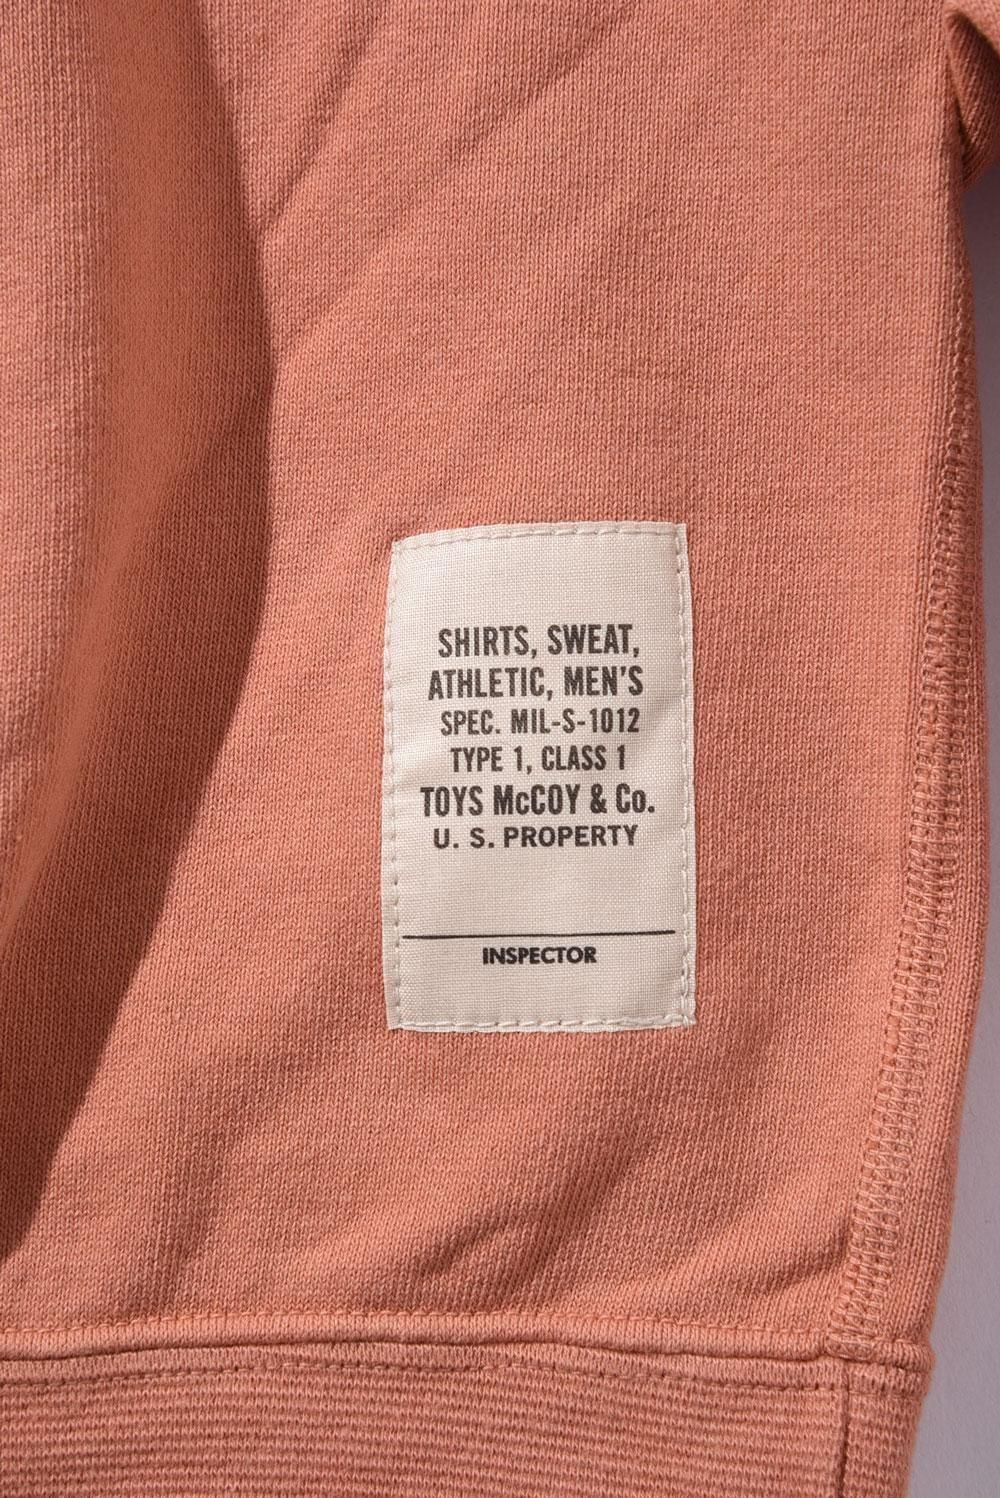 SHIRTS, SWEAT,
ATHLETIC, MEN'S
SPEC. MIL-S-1012
TYPE 1, CLASS 1
TOYS McCOY & Co.
U. S. PROPERTY
INSPECTOR